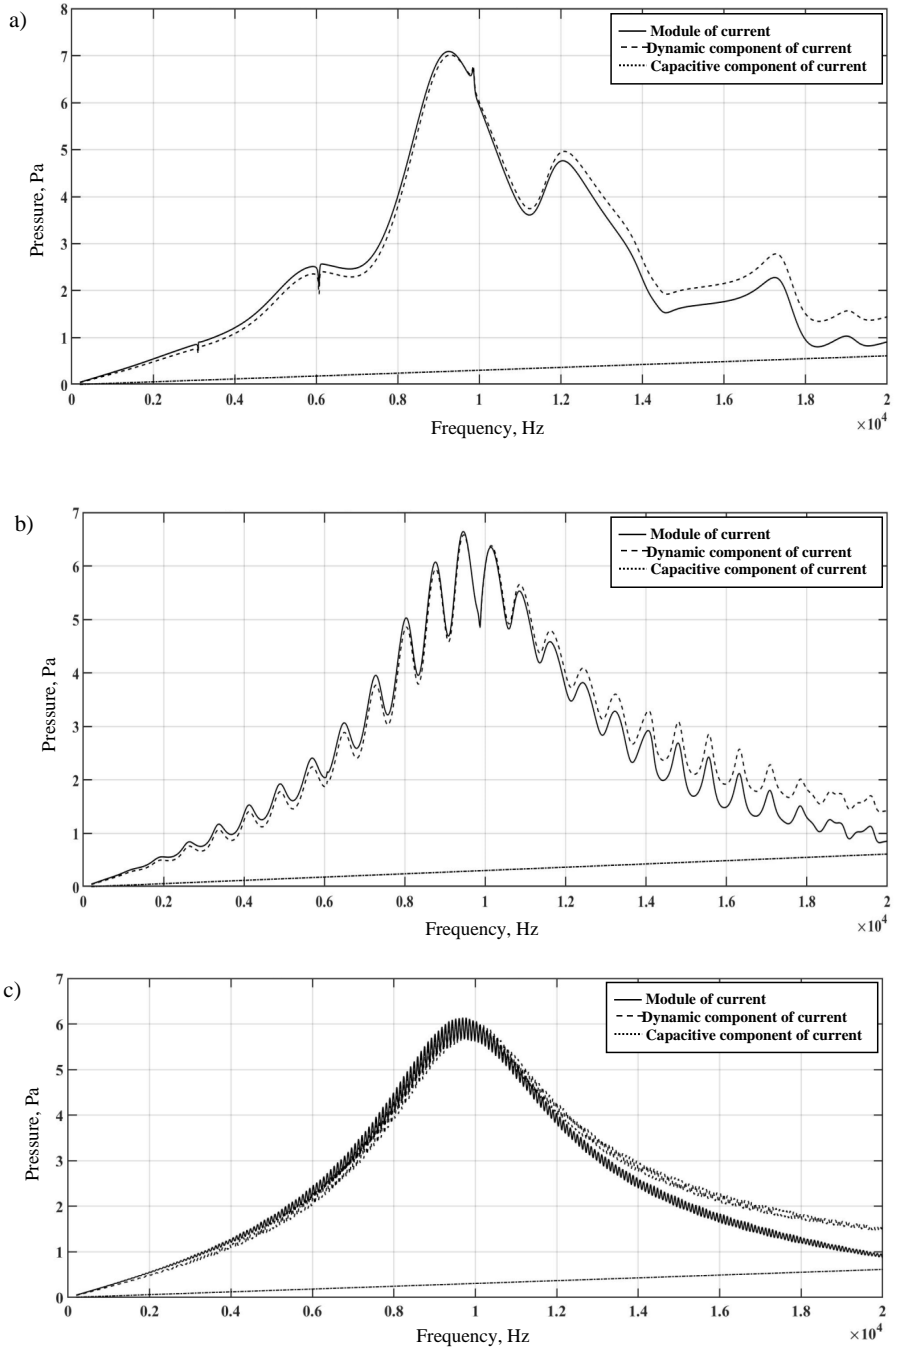 a)
8
7
6
5
4
3
2
1
0
Pressure, Pa
Module of current
Dynamic component of current
Capacitive component of current
0 0.2 0.4 0.6 0.8 1 1.2 1.4 1.6 1.8 2
×10⁴
Frequency, Hz
b)
7
6
5
4
3
2
1
0
Pressure, Pa
Module of current
Dynamic component of current
Capacitive component of current
0 0.2 0.4 0.6 0.8 1 1.2 1.4 1.6 1.8 2
×10⁴
Frequency, Hz
c)
7
6
5
4
3
2
1
0
Pressure, Pa
Module of current
Dynamic component of current
Capacitive component of current
0 0.2 0.4 0.6 0.8 1 1.2 1.4 1.6 1.8 2
×10⁴
Frequency, Hz